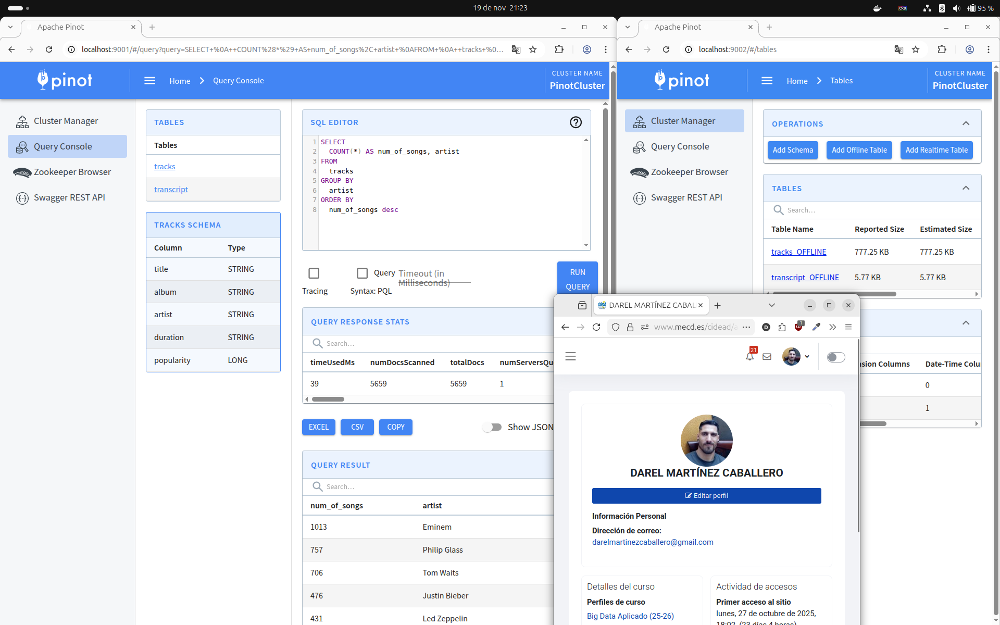 19 de nov 21:23
95 %
Apache Pinot
localhost:9001/#/query?query=SELECT+%0A++COUNT%28*%29+AS+num_of_songs%2C+artist+%0AFROM+%0A++tracks+%0...
pinot
Home
Query Console
CLUSTER NAME
PinotCluster
Cluster Manager
Query Console
Zookeeper Browser
Swagger REST API
TABLES
Tables
tracks
transcript
TRACKS SCHEMA
Column Type
title STRING
album STRING
artist STRING
duration STRING
popularity LONG
SQL EDITOR
1 SELECT
2 COUNT(*) AS num_of_songs, artist
3 FROM
4 tracks
5 GROUP BY
6 artist
7 ORDER BY
8 num_of_songs desc
Tracing
Query
Syntax: PQL
Timeout (in
Milliseconds)
RUN
QUERY
QUERY RESPONSE STATS
Search...
timeUsedMs numDocsScanned totalDocs numServersQu
39 5659 5659 1
EXCEL CSV COPY
Show JSON
QUERY RESULT
Search...
num_of_songs artist
1013 Eminem
757 Philip Glass
706 Tom Waits
476 Justin Bieber
431 Led Zeppelin
Apache Pinot
localhost:9002/#/tables
pinot
Home
Tables
CLUSTER NAME
PinotCluster
Cluster Manager
Query Console
Zookeeper Browser
Swagger REST API
OPERATIONS
Add Schema Add Offline Table Add Realtime Table
TABLES
Search...
Table Name Reported Size Estimated Size
tracks_OFFLINE 777.25 KB 777.25 KB
transcript_OFFLINE 5.77 KB 5.77 KB
nsion Columns Date-Time Colu
0
1
DAREL MARTÍNEZ CABAL
www.mecd.es/cidead/a
21
DAREL MARTÍNEZ CABALLERO
Editar perfil
Información Personal
Dirección de correo:
darelmartinezcaballero@gmail.com
Detalles del curso
Perfiles de curso
Big Data Aplicado (25-26)
Actividad de accesos
Primer acceso al sitio
lunes, 27 de octubre de 2025,
18:02 (23 días 4 horas)